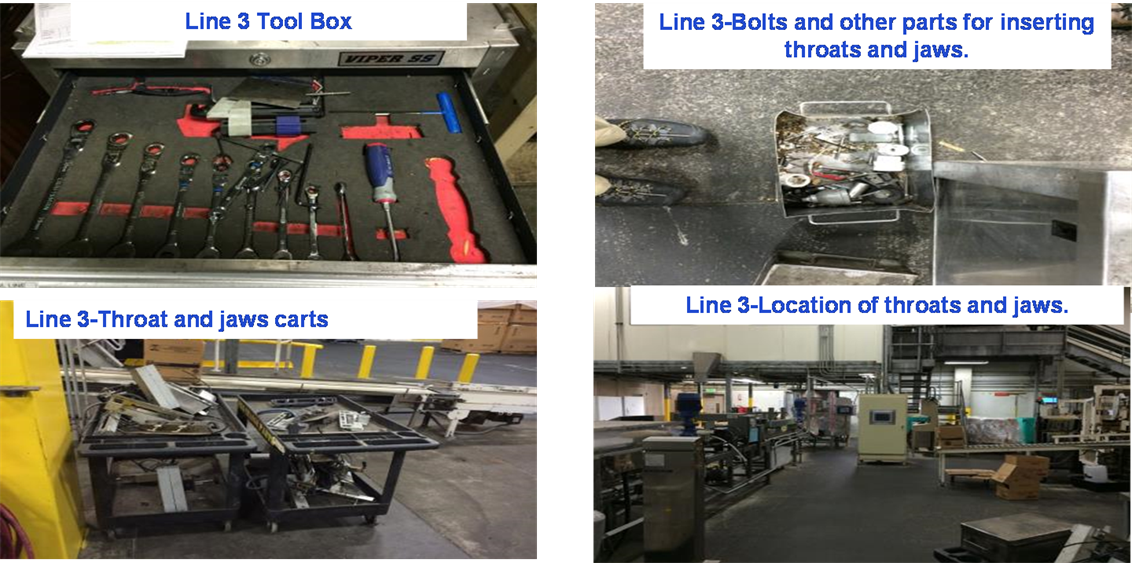 Line 3 Tool Box
VIPER SS
Line 3-Bolts and other parts for inserting
throats and jaws.
Line 3-Throat and jaws carts
Line 3-Location of throats and jaws.